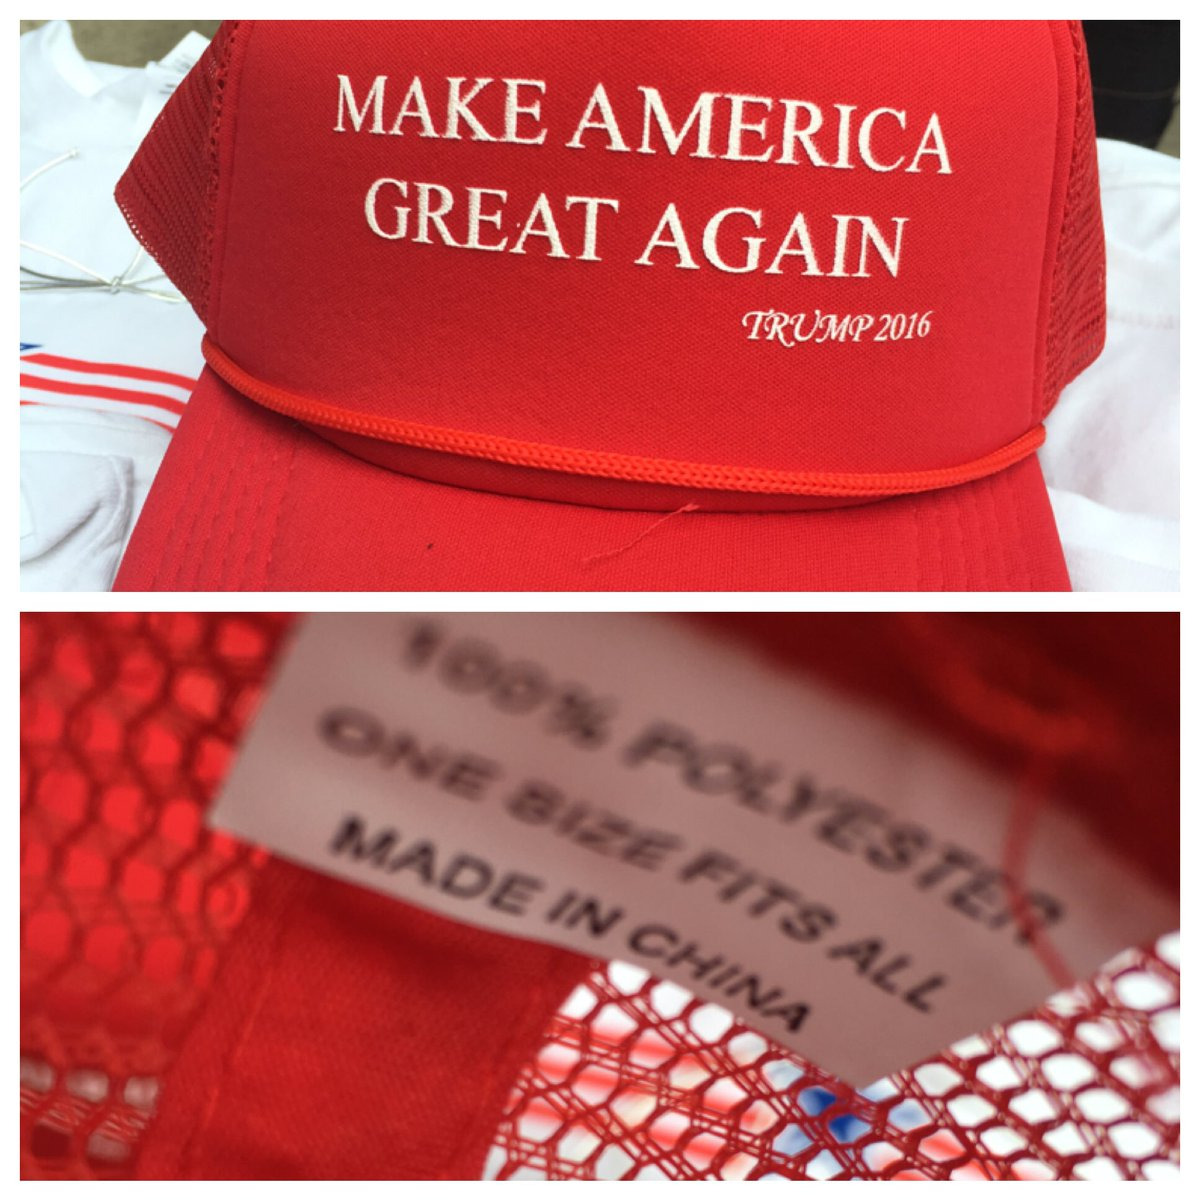 MAKE AMERICA
GREAT AGAIN
TRUMP 2016
100% POLYESTER
ONE SIZE FITS ALL
MADE IN CHINA